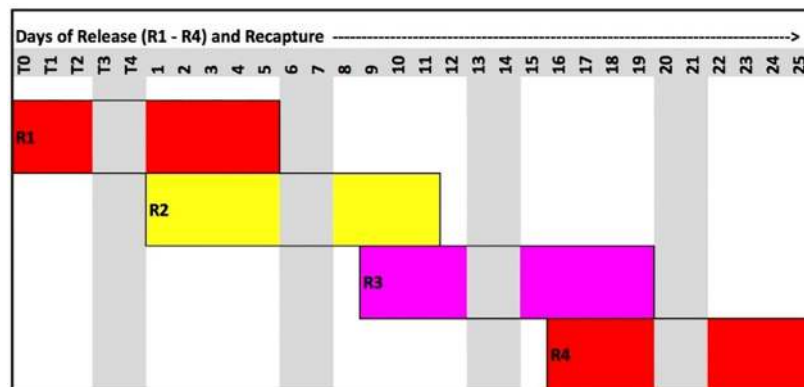 Days of Release (R1 - R4) and Recapture ---------------------------------------------------------------------------------------->
T0 T1 T2 T3 T4 1 2 3 4 5 6 7 8 9 10 11 12 13 14 15 16 17 18 19 20 21 22 23 24 25
R1
R2
R3
R4